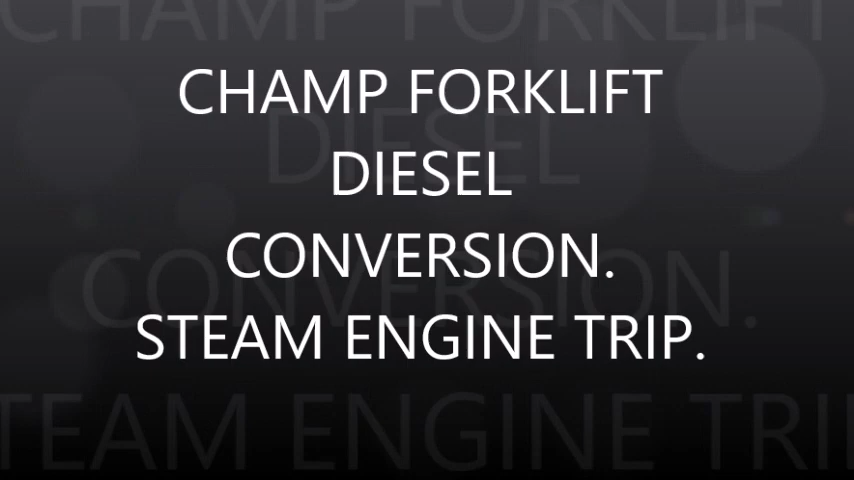 CHAMP FORKLIFT
DIESEL
CONVERSION.
STEAM ENGINE TRIP.